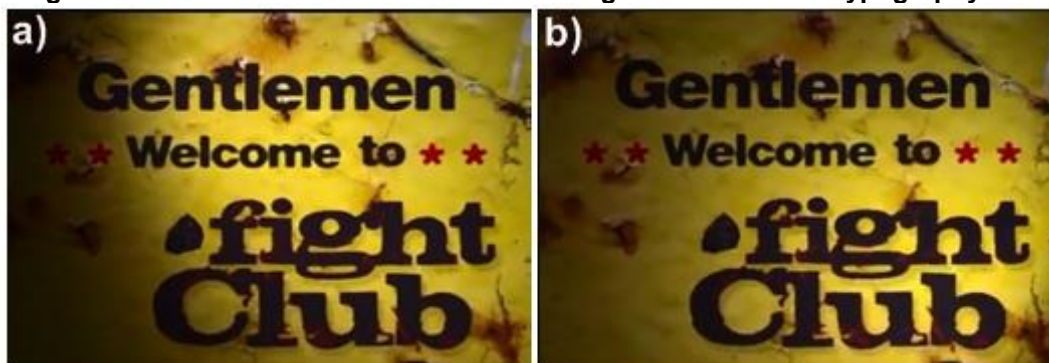 a)
Gentlemen
* * Welcome to * *
fight
Club
b)
Gentlemen
* * Welcome to * *
fight
Club